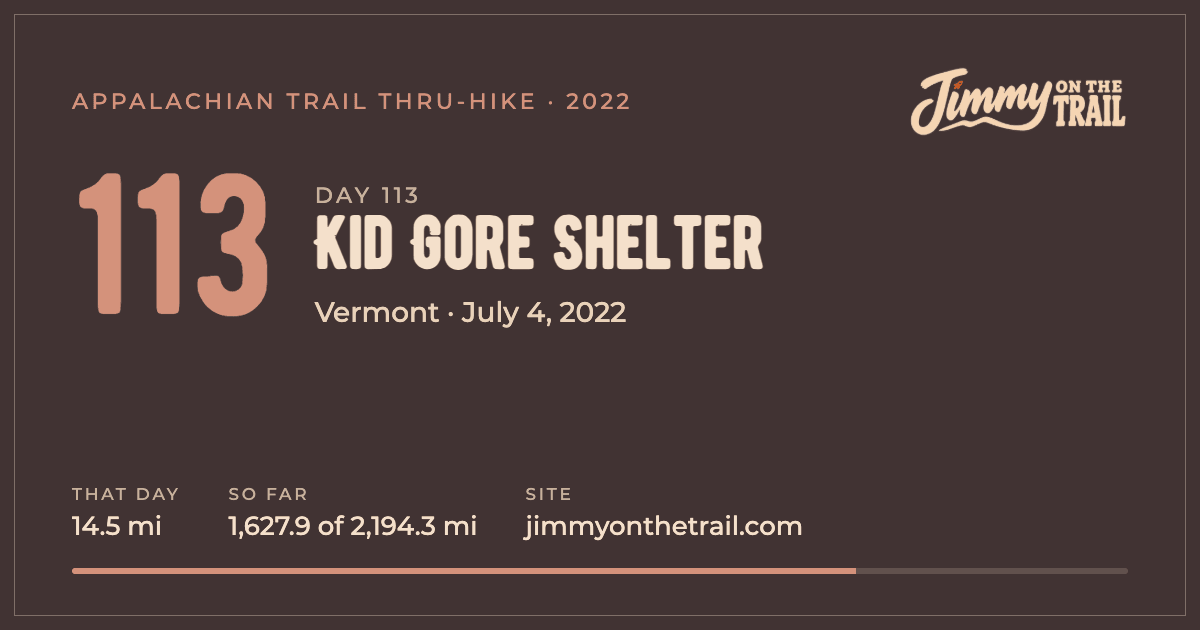 APPALACHIAN TRAIL THRU-HIKE · 2022
Jimmy ON THE TRAIL
113
DAY 113
KID GORE SHELTER
Vermont · July 4, 2022
THAT DAY
14.5 mi
SO FAR
1,627.9 of 2,194.3 mi
SITE
jimmyonthetrail.com